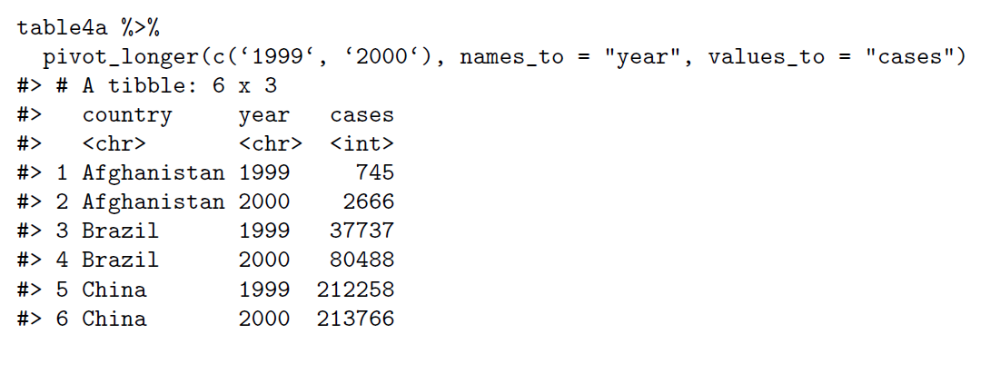 table4a %>%
  pivot_longer(c(‘1999‘, ‘2000‘), names_to = "year", values_to = "cases")
#> # A tibble: 6 x 3
#>   country     year   cases
#>   <chr>       <chr>  <int>
#> 1 Afghanistan 1999     745
#> 2 Afghanistan 2000    2666
#> 3 Brazil      1999   37737
#> 4 Brazil      2000   80488
#> 5 China       1999  212258
#> 6 China       2000  213766